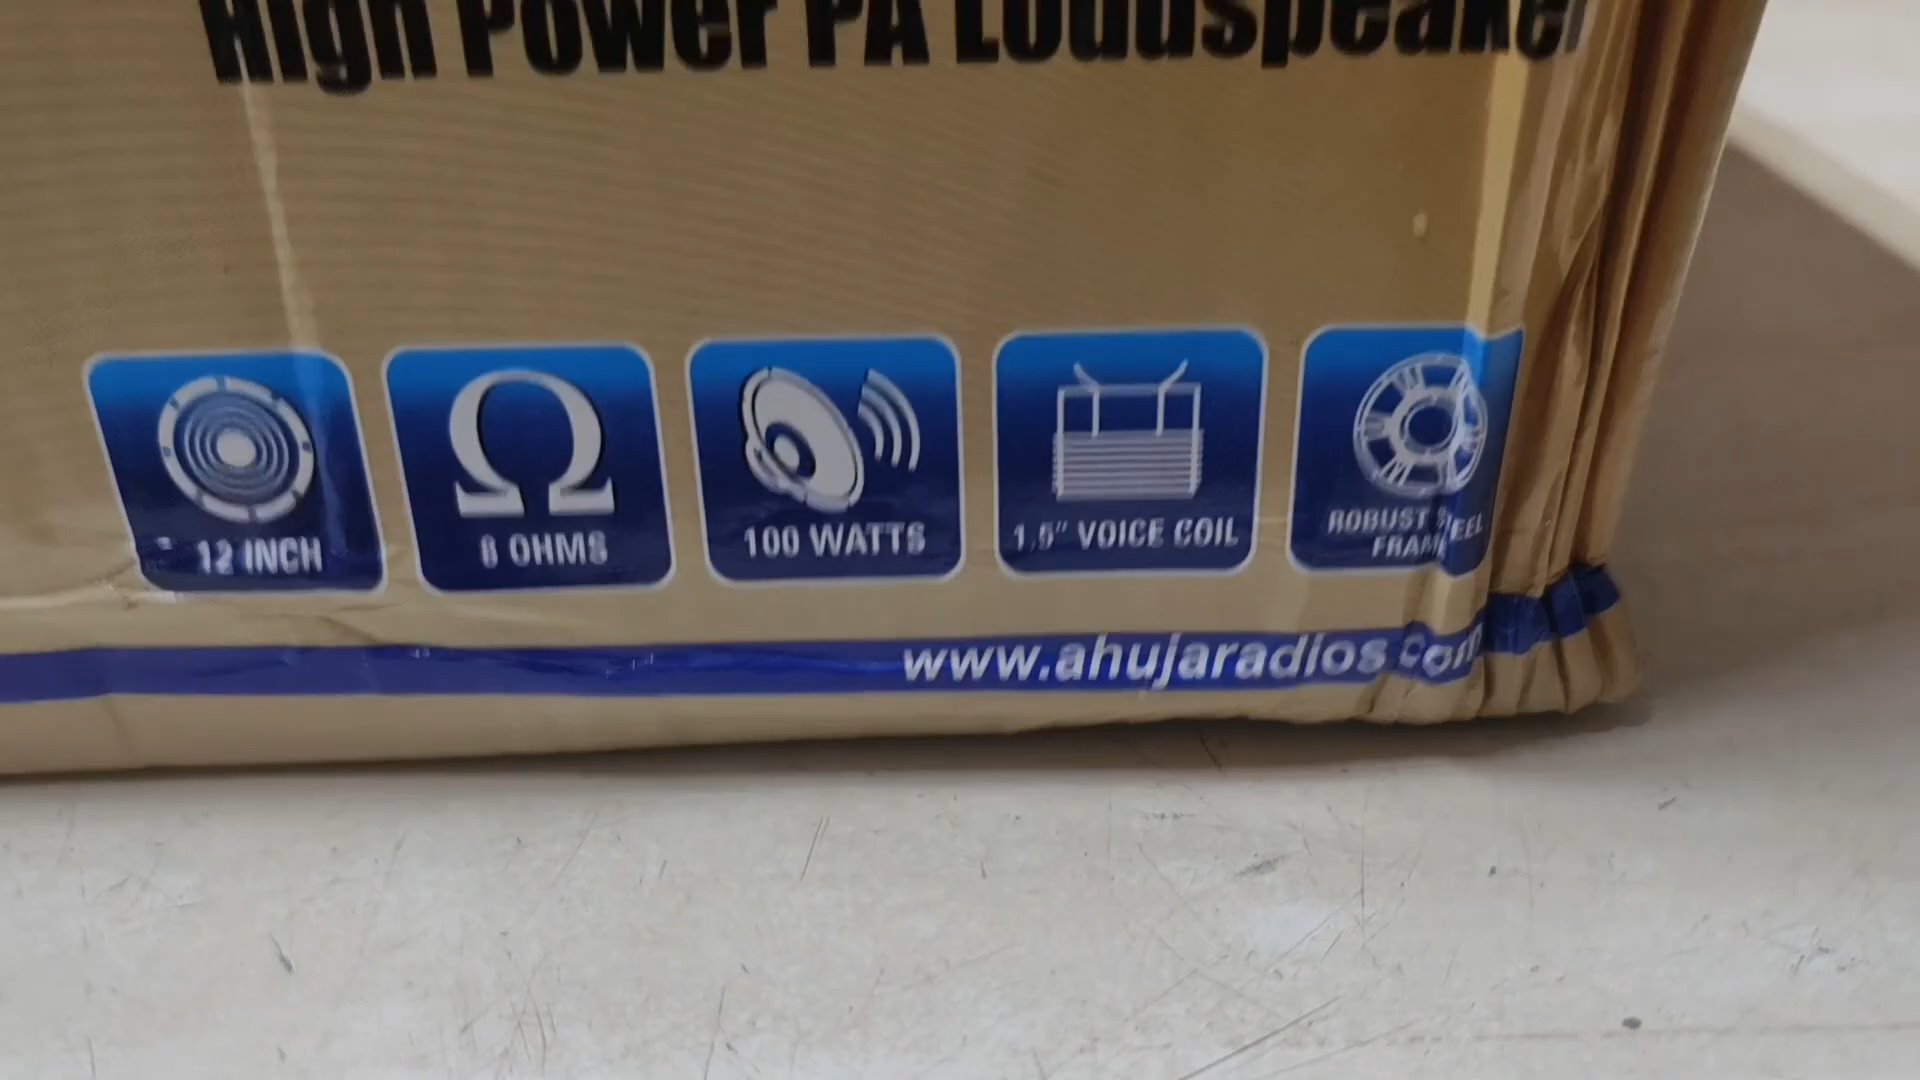 High Power PA Loudspeaker
Ω
12 INCH
8 OHMS
100 WATTS
1.5" VOICE COIL
ROBUST STEEL
FRAME
www.ahujaradios.com